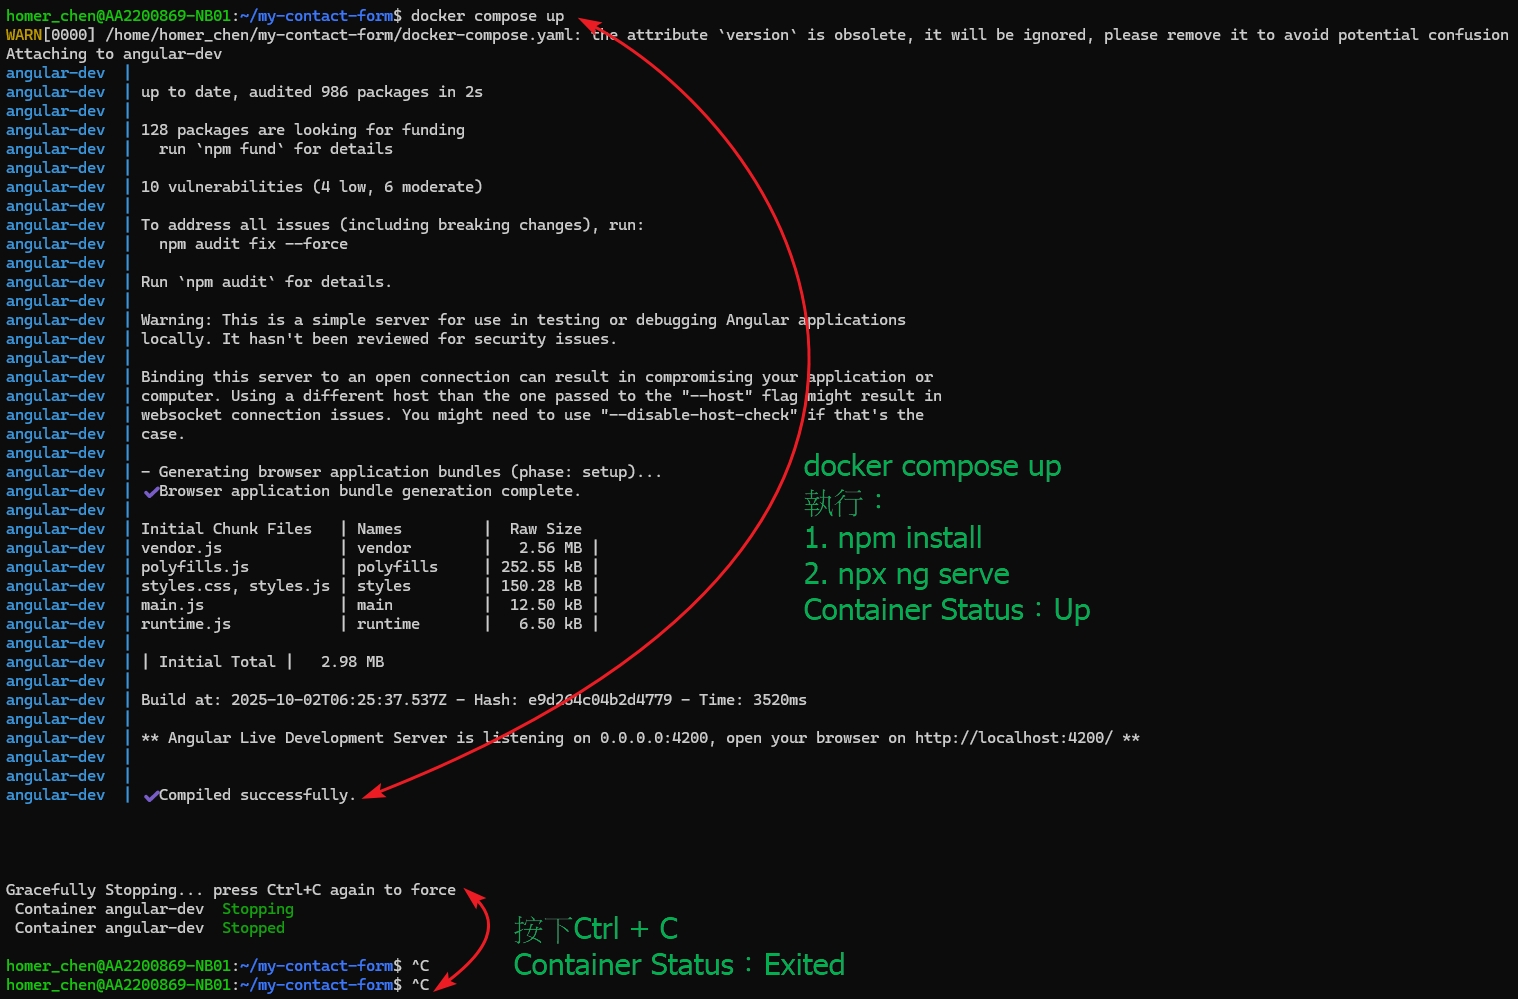 homer_chen@AA2200869-NB01:~/my-contact-form$ docker compose up
WARN[0000] /home/homer_chen/my-contact-form/docker-compose.yaml: the attribute `version` is obsolete, it will be ignored, please remove it to avoid potential confusion
Attaching to angular-dev
angular-dev  |
angular-dev  | up to date, audited 986 packages in 2s
angular-dev  |
angular-dev  | 128 packages are looking for funding
angular-dev  |   run `npm fund` for details
angular-dev  |
angular-dev  | 10 vulnerabilities (4 low, 6 moderate)
angular-dev  |
angular-dev  | To address all issues (including breaking changes), run:
angular-dev  |   npm audit fix --force
angular-dev  |
angular-dev  | Run `npm audit` for details.
angular-dev  |
angular-dev  | Warning: This is a simple server for use in testing or debugging Angular applications
angular-dev  | locally. It hasn't been reviewed for security issues.
angular-dev  |
angular-dev  | Binding this server to an open connection can result in compromising your application or
angular-dev  | computer. Using a different host than the one passed to the "--host" flag might result in
angular-dev  | websocket connection issues. You might need to use "--disable-host-check" if that's the
angular-dev  | case.
angular-dev  |
angular-dev  | - Generating browser application bundles (phase: setup)...
angular-dev  | ✔Browser application bundle generation complete.
angular-dev  |
angular-dev  | Initial Chunk Files   | Names         |  Raw Size
angular-dev  | vendor.js             | vendor        |   2.56 MB |
angular-dev  | polyfills.js          | polyfills     | 252.55 kB |
angular-dev  | styles.css, styles.js | styles        | 150.28 kB |
angular-dev  | main.js               | main          |  12.50 kB |
angular-dev  | runtime.js            | runtime       |   6.50 kB |
angular-dev  |
angular-dev  | | Initial Total |   2.98 MB
angular-dev  |
angular-dev  | Build at: 2025-10-02T06:25:37.537Z - Hash: e9d264c04b2d4779 - Time: 3520ms
angular-dev  |
angular-dev  | ** Angular Live Development Server is listening on 0.0.0.0:4200, open your browser on http://localhost:4200/ **
angular-dev  |
angular-dev  |
angular-dev  | ✔Compiled successfully.
docker compose up
執行：
1. npm install
2. npx ng serve
Container Status：Up
Gracefully Stopping... press Ctrl+C again to force
 Container angular-dev  Stopping
 Container angular-dev  Stopped
homer_chen@AA2200869-NB01:~/my-contact-form$ ^C
homer_chen@AA2200869-NB01:~/my-contact-form$ ^C
按下Ctrl + C
Container Status：Exited